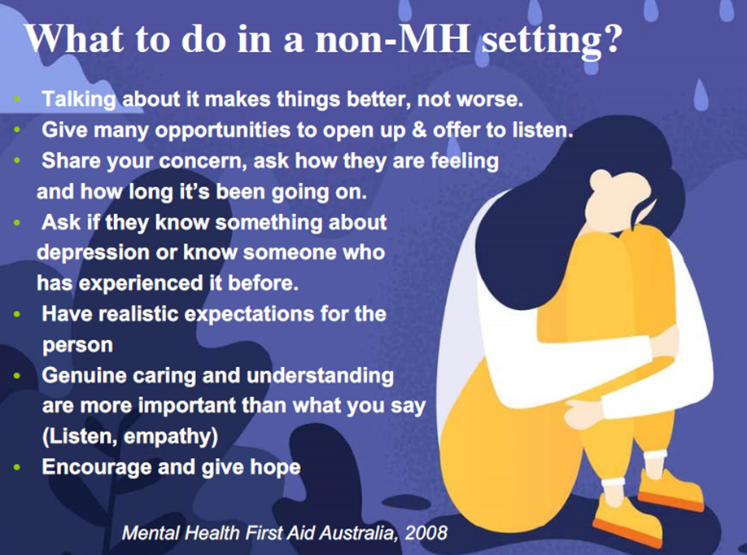 What to do in a non-MH setting?
• Talking about it makes things better, not worse.
• Give many opportunities to open up & offer to listen.
• Share your concern, ask how they are feeling
and how long it’s been going on.
• Ask if they know something about
depression or know someone who
has experienced it before.
• Have realistic expectations for the
person
• Genuine caring and understanding
are more important than what you say
(Listen, empathy)
• Encourage and give hope
Mental Health First Aid Australia, 2008